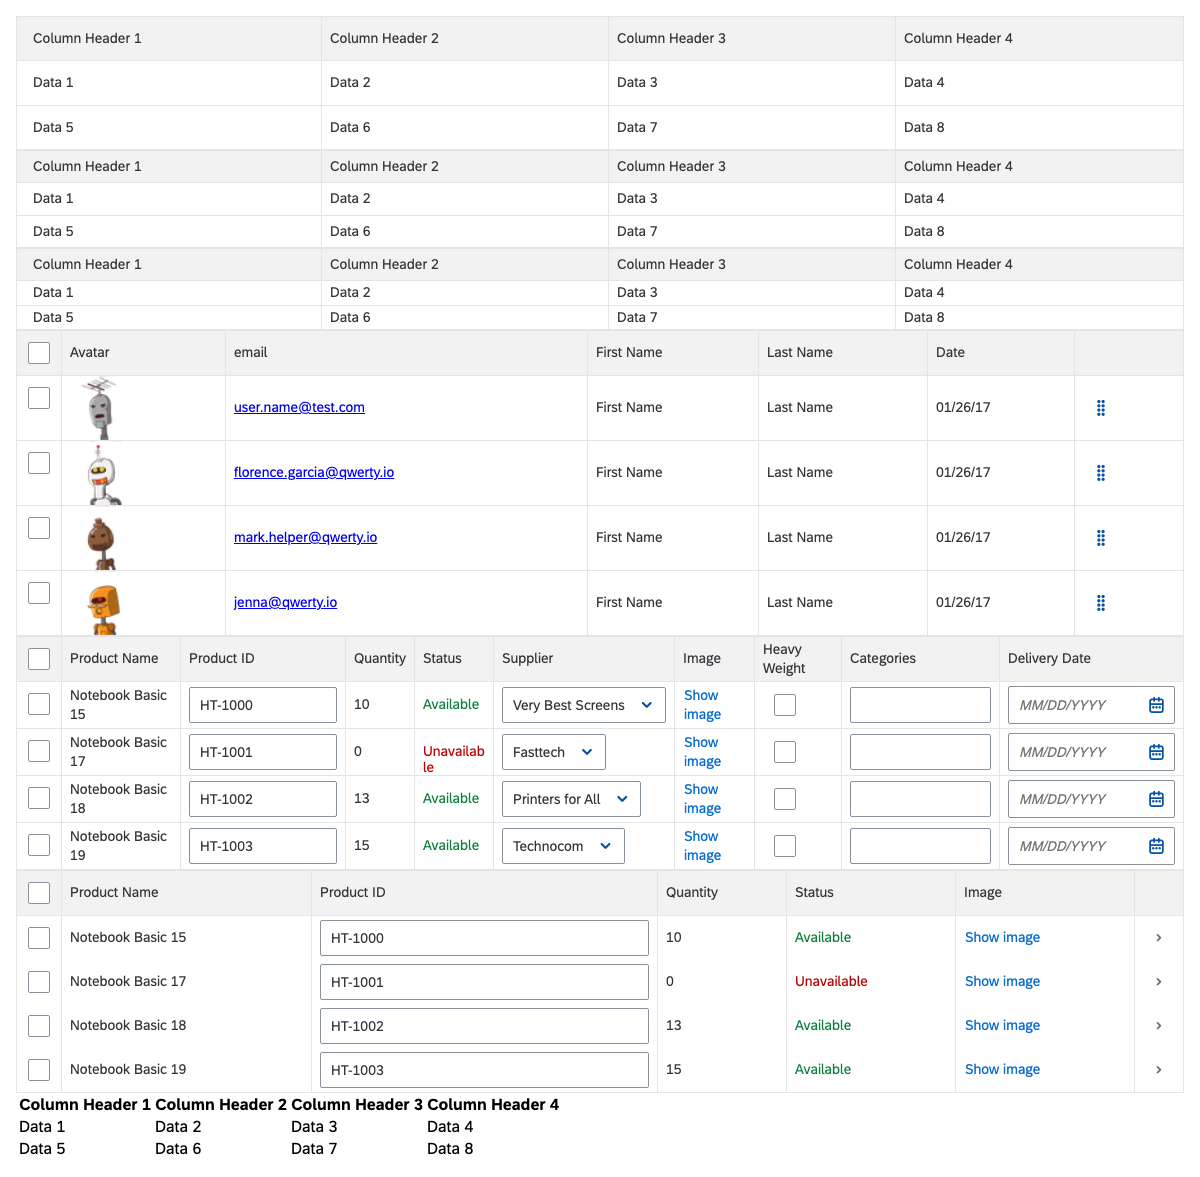 Column Header 1 Column Header 2 Column Header 3 Column Header 4
Data 1 Data 2 Data 3 Data 4
Data 5 Data 6 Data 7 Data 8
Column Header 1 Column Header 2 Column Header 3 Column Header 4
Data 1 Data 2 Data 3 Data 4
Data 5 Data 6 Data 7 Data 8
Column Header 1 Column Header 2 Column Header 3 Column Header 4
Data 1 Data 2 Data 3 Data 4
Data 5 Data 6 Data 7 Data 8
Avatar email First Name Last Name Date
user.name@test.com First Name Last Name 01/26/17
florence.garcia@qwerty.io First Name Last Name 01/26/17
mark.helper@qwerty.io First Name Last Name 01/26/17
jenna@qwerty.io First Name Last Name 01/26/17
Product Name Product ID Quantity Status Supplier Image Heavy Weight Categories Delivery Date
Notebook Basic 15 HT-1000 10 Available Very Best Screens Show image MM/DD/YYYY
Notebook Basic 17 HT-1001 0 Unavailable Fasttech Show image MM/DD/YYYY
Notebook Basic 18 HT-1002 13 Available Printers for All Show image MM/DD/YYYY
Notebook Basic 19 HT-1003 15 Available Technocom Show image MM/DD/YYYY
Product Name Product ID Quantity Status Image
Notebook Basic 15 HT-1000 10 Available Show image
Notebook Basic 17 HT-1001 0 Unavailable Show image
Notebook Basic 18 HT-1002 13 Available Show image
Notebook Basic 19 HT-1003 15 Available Show image
Column Header 1 Column Header 2 Column Header 3 Column Header 4
Data 1 Data 2 Data 3 Data 4
Data 5 Data 6 Data 7 Data 8